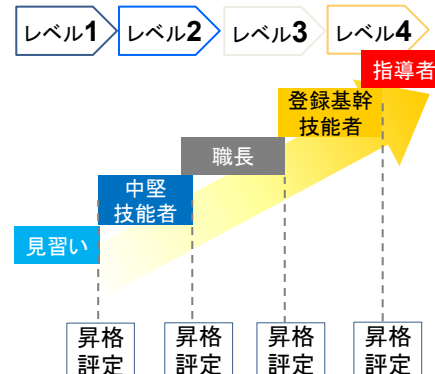 レベル1
レベル2
レベル3
レベル4
指導者
登録基幹
技能者
職長
中堅
技能者
見習い
昇格
評定
昇格
評定
昇格
評定
昇格
評定